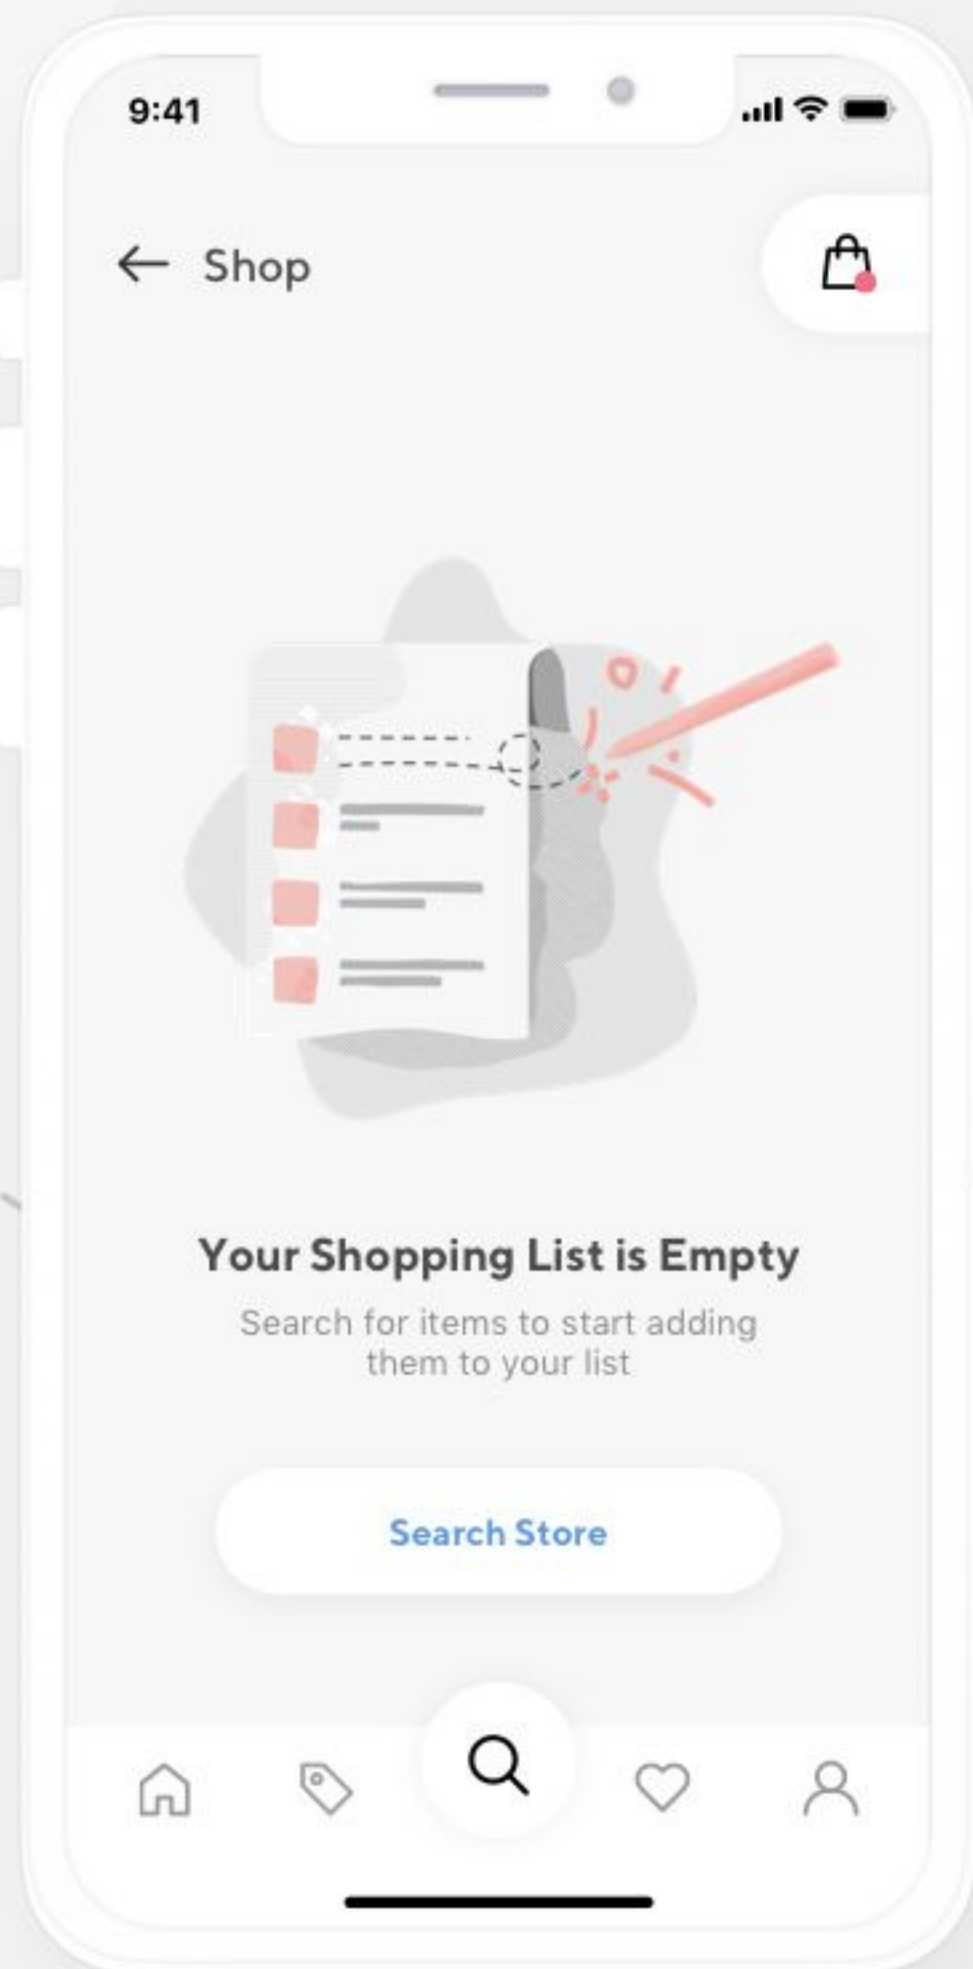 9:41
Shop
Your Shopping List is Empty
Search for items to start adding
them to your list
Search Store